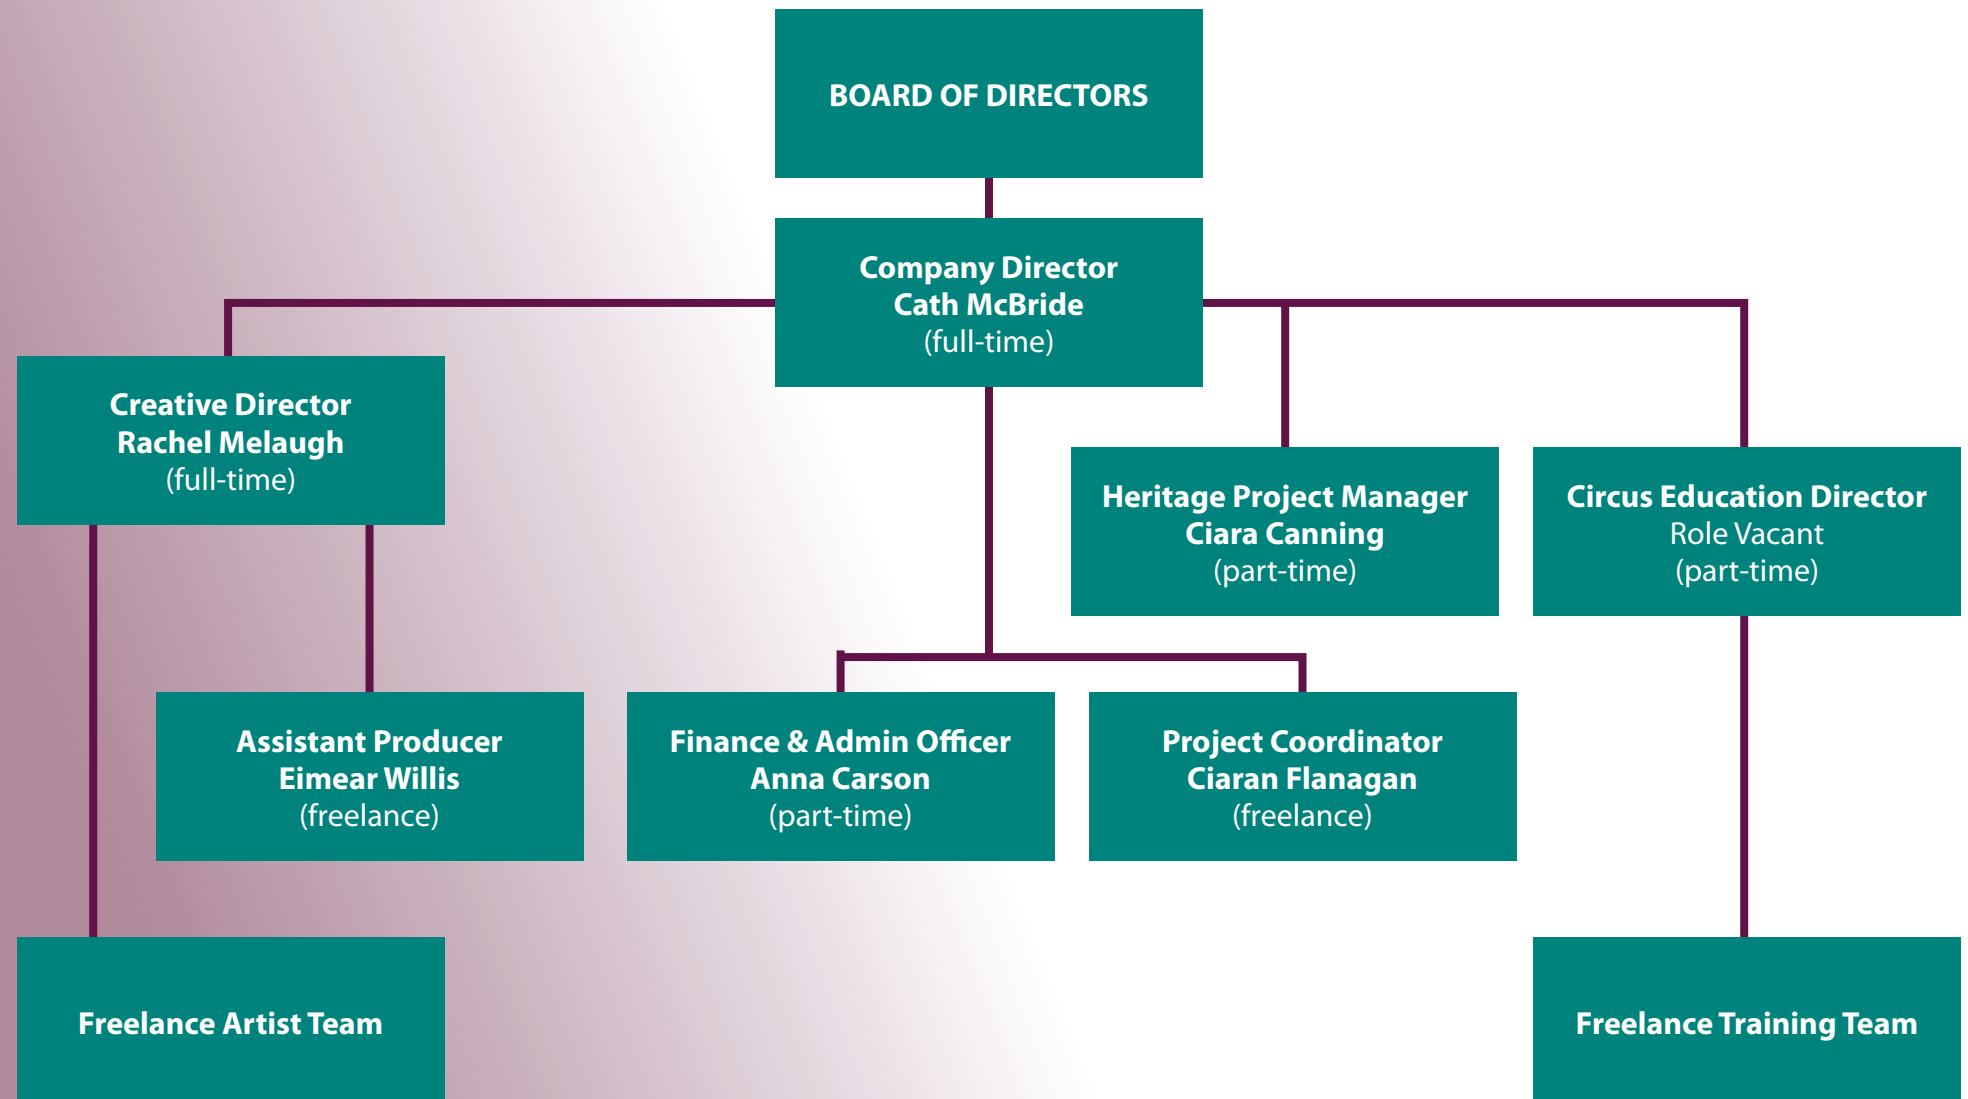 BOARD OF DIRECTORS
Company Director
Cath McBride
(full-time)
Creative Director
Rachel Melaugh
(full-time)
Heritage Project Manager
Ciara Canning
(part-time)
Circus Education Director
Role Vacant
(part-time)
Assistant Producer
Eimear Willis
(freelance)
Finance & Admin Officer
Anna Carson
(part-time)
Project Coordinator
Ciaran Flanagan
(freelance)
Freelance Artist Team
Freelance Training Team